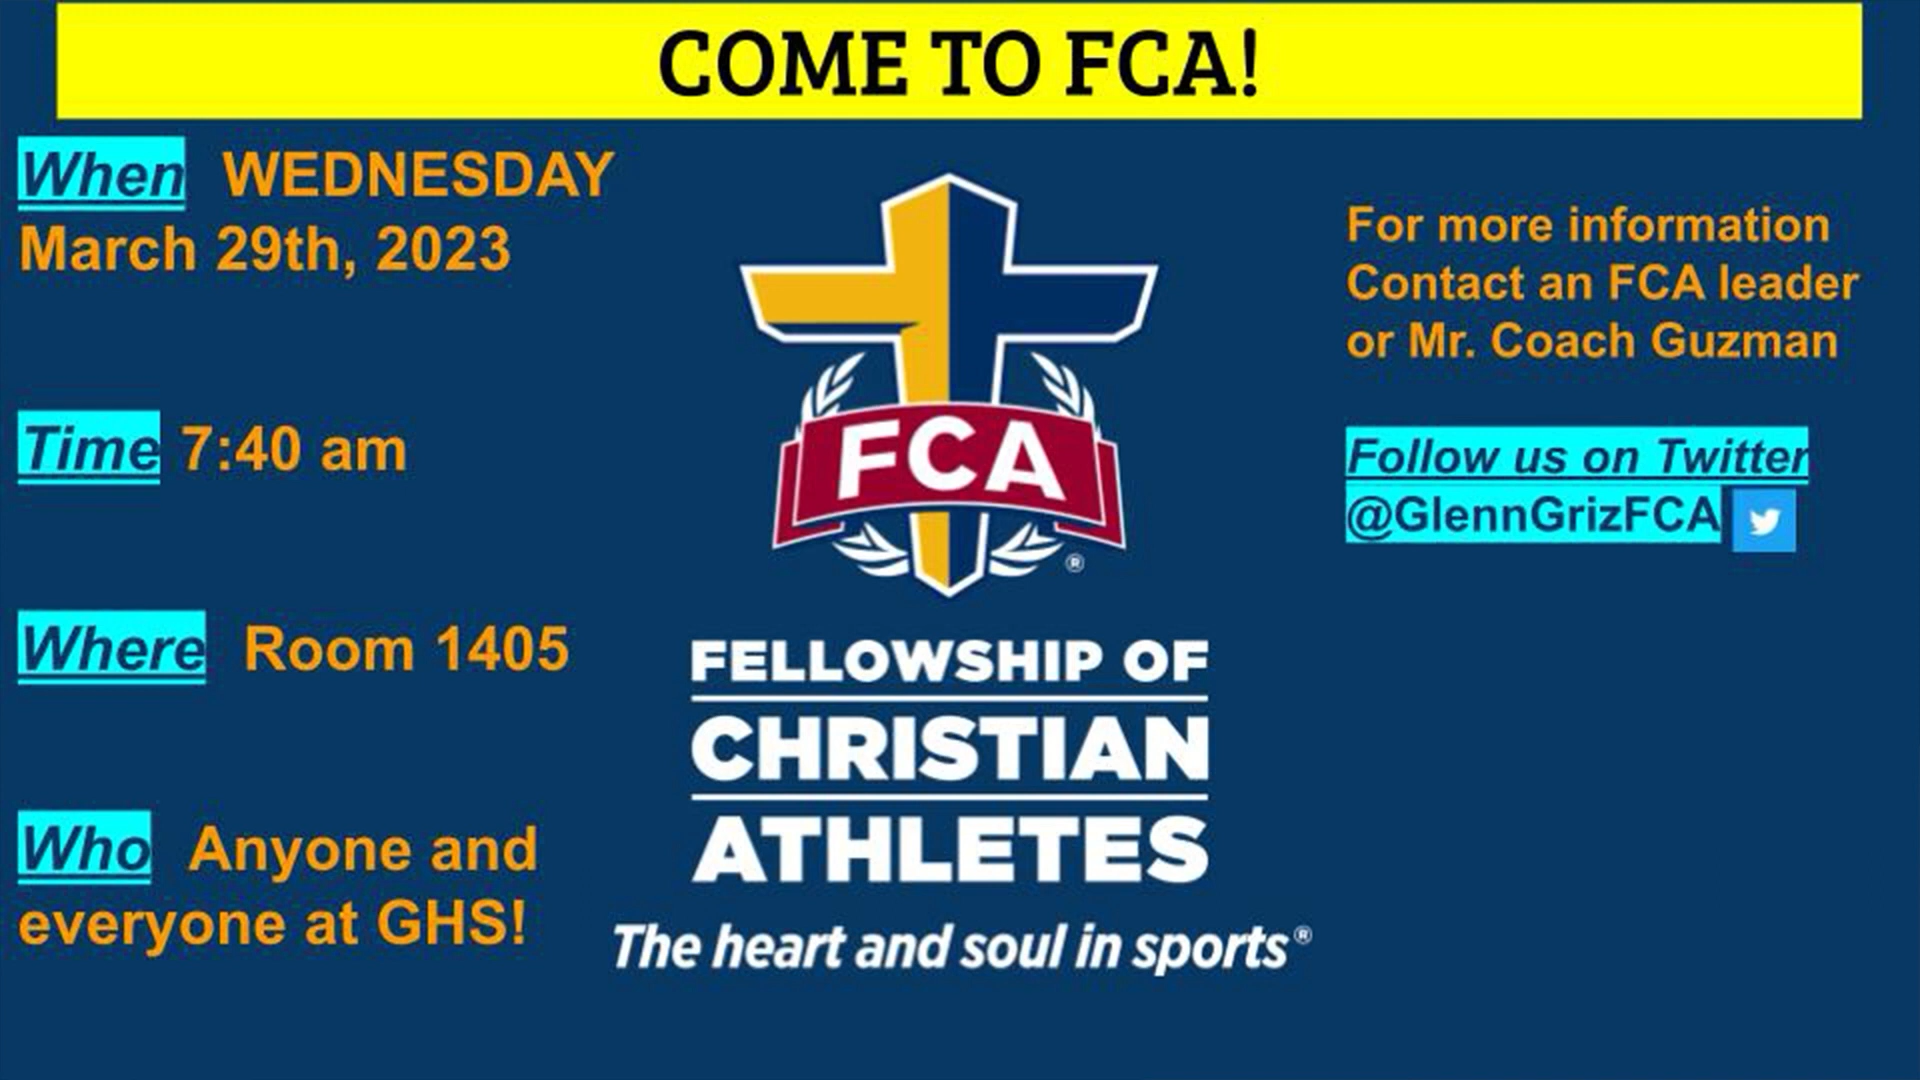 COME TO FCA!
When WEDNESDAY
March 29th, 2023
Time 7:40 am
Where Room 1405
Who Anyone and
everyone at GHS!
FCA
®
FELLOWSHIP OF
CHRISTIAN
ATHLETES
The heart and soul in sports®
For more information
Contact an FCA leader
or Mr. Coach Guzman
Follow us on Twitter
@GlennGrizFCA